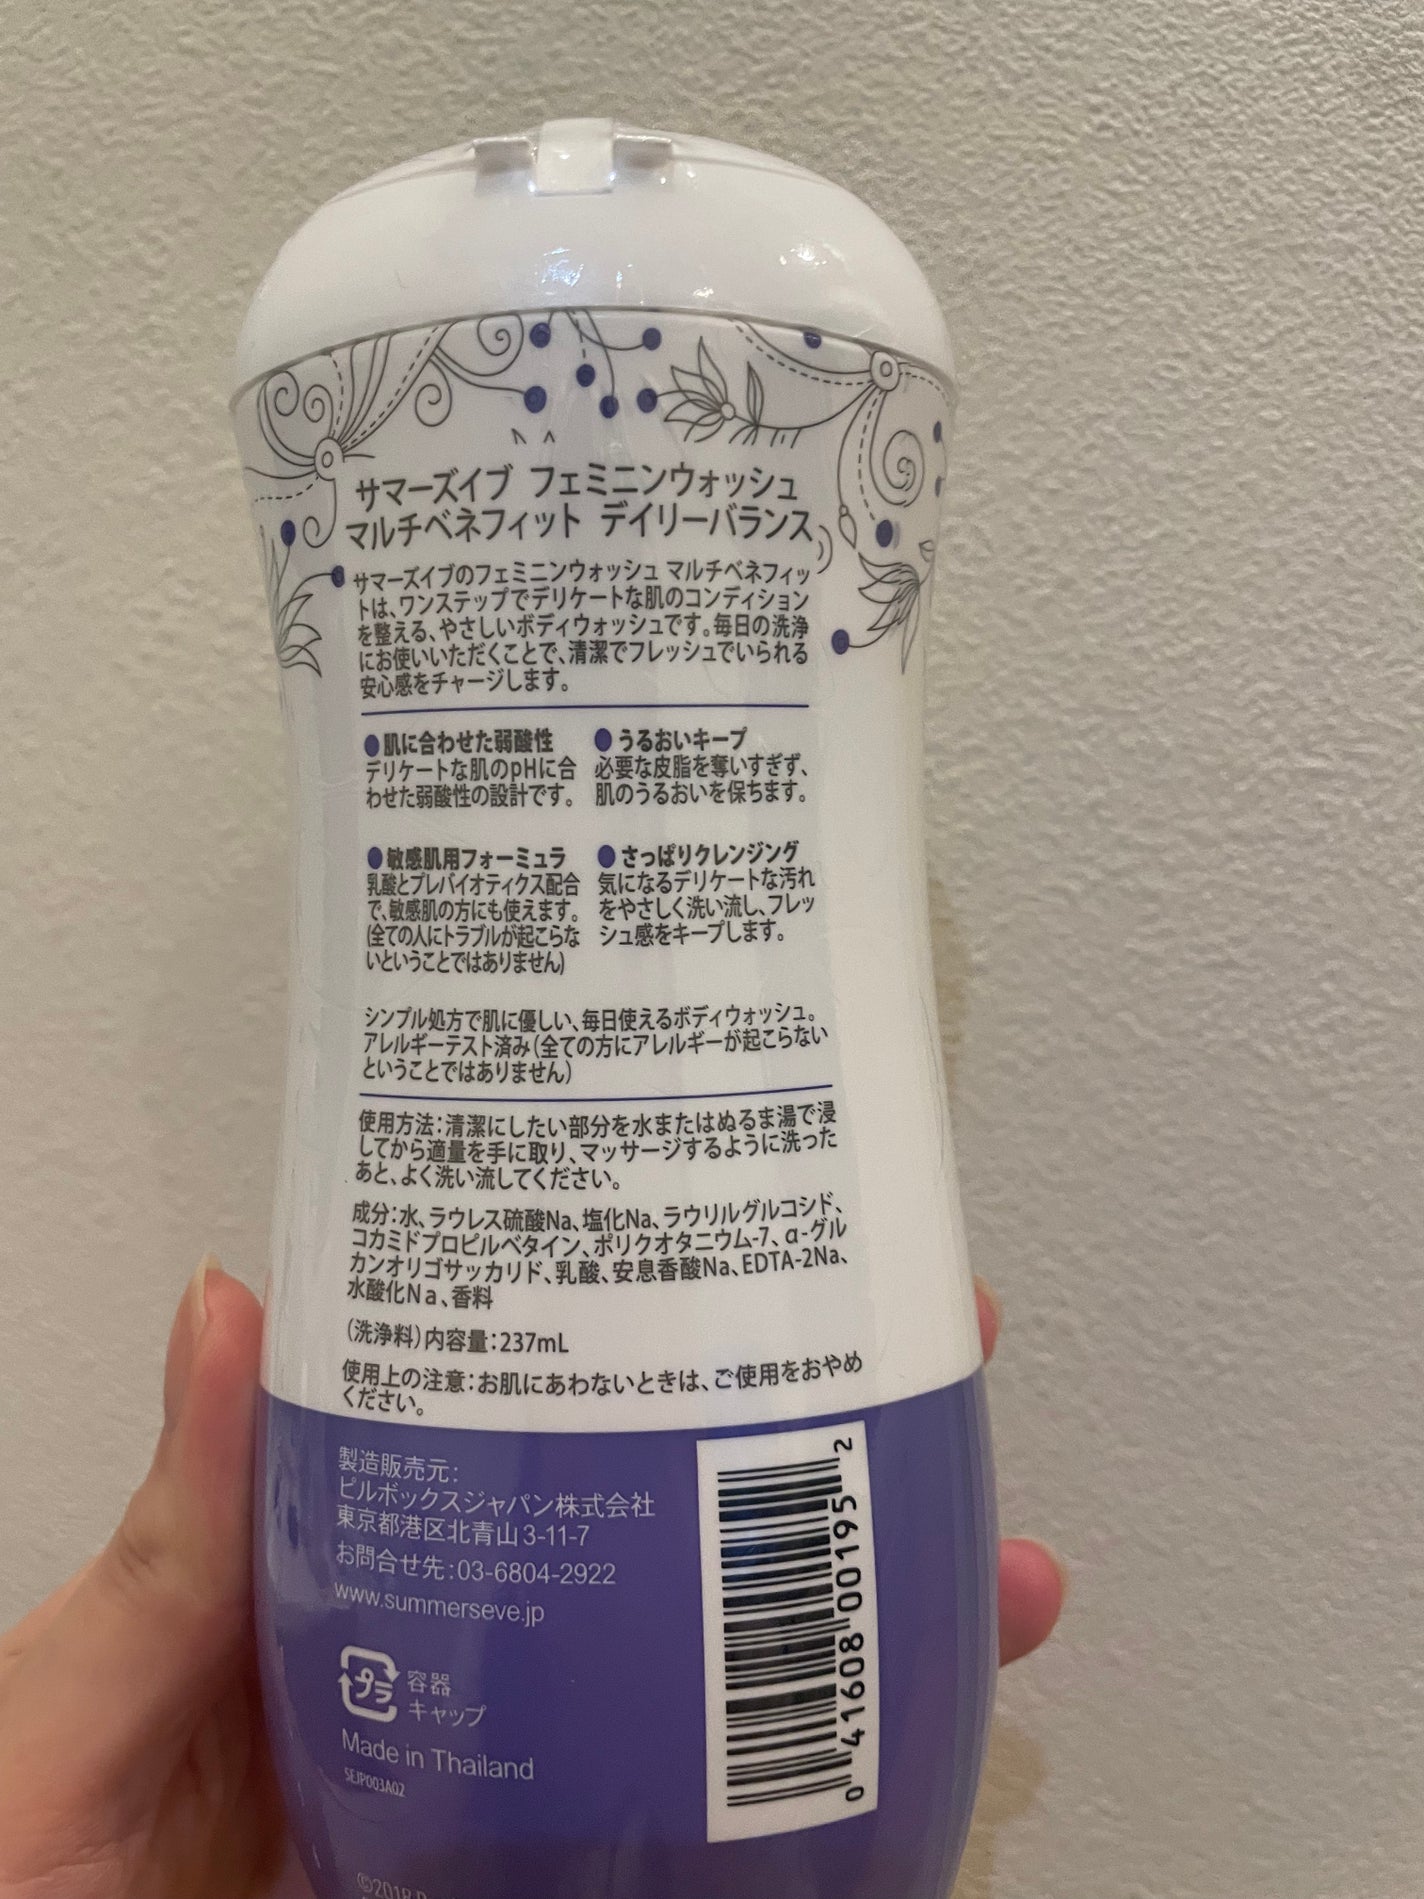 サマーズイブ フェミニンウォッシュ
マルチベネフィット デイリーバランス
サマーズイブのフェミニンウォッシュ マルチベネフィッ
トは、ワンステップでデリケートな肌のコンディション
を整える、やさしいボディウォッシュです。毎日の洗浄
にお使いいただくことで、清潔でフレッシュでいられる
安心感をチャージします。
●肌に合わせた弱酸性
デリケートな肌のpHに合
わせた弱酸性の設計です。
●うるおいキープ
必要な皮脂を奪いすぎず、
肌のうるおいを保ちます。
●敏感肌用フォーミュラ
乳酸とプレバイオティクス配合
で、敏感肌の方にも使えます。
(全ての人にトラブルが起こらな
いということではありません)
●さっぱりクレンジング
気になるデリケートな汚れ
をやさしく洗い流し、フレッ
シュ感をキープします。
シンプル処方で肌に優しい、毎日使えるボディウォッシュ。
アレルギーテスト済み(全ての方にアレルギーが起こらない
ということではありません)
使用方法:清潔にしたい部分を水またはぬるま湯で浸
してから適量を手に取り、マッサージするように洗った
あと、よく洗い流してください。
成分:水、ラウレス硫酸Na、塩化Na、ラウリルグルコシド、
コカミドプロピルベタイン、ポリクオタニウム-7、α-グル
カンオリゴサッカリド、乳酸、安息香酸Na、EDTA-2Na、
水酸化Na、香料
(洗浄料)内容量:237mL
使用上の注意:お肌にあわないときは、ご使用をおやめ
ください。
製造販売元:
ピルボックスジャパン株式会社
東京都港区北青山3-11-7
お問合せ先:03-6804-2922
www.summerseve.jp
プラ
容器
キャップ
Made in Thailand
SEJP003A02
0 41608 00195 2
©2018